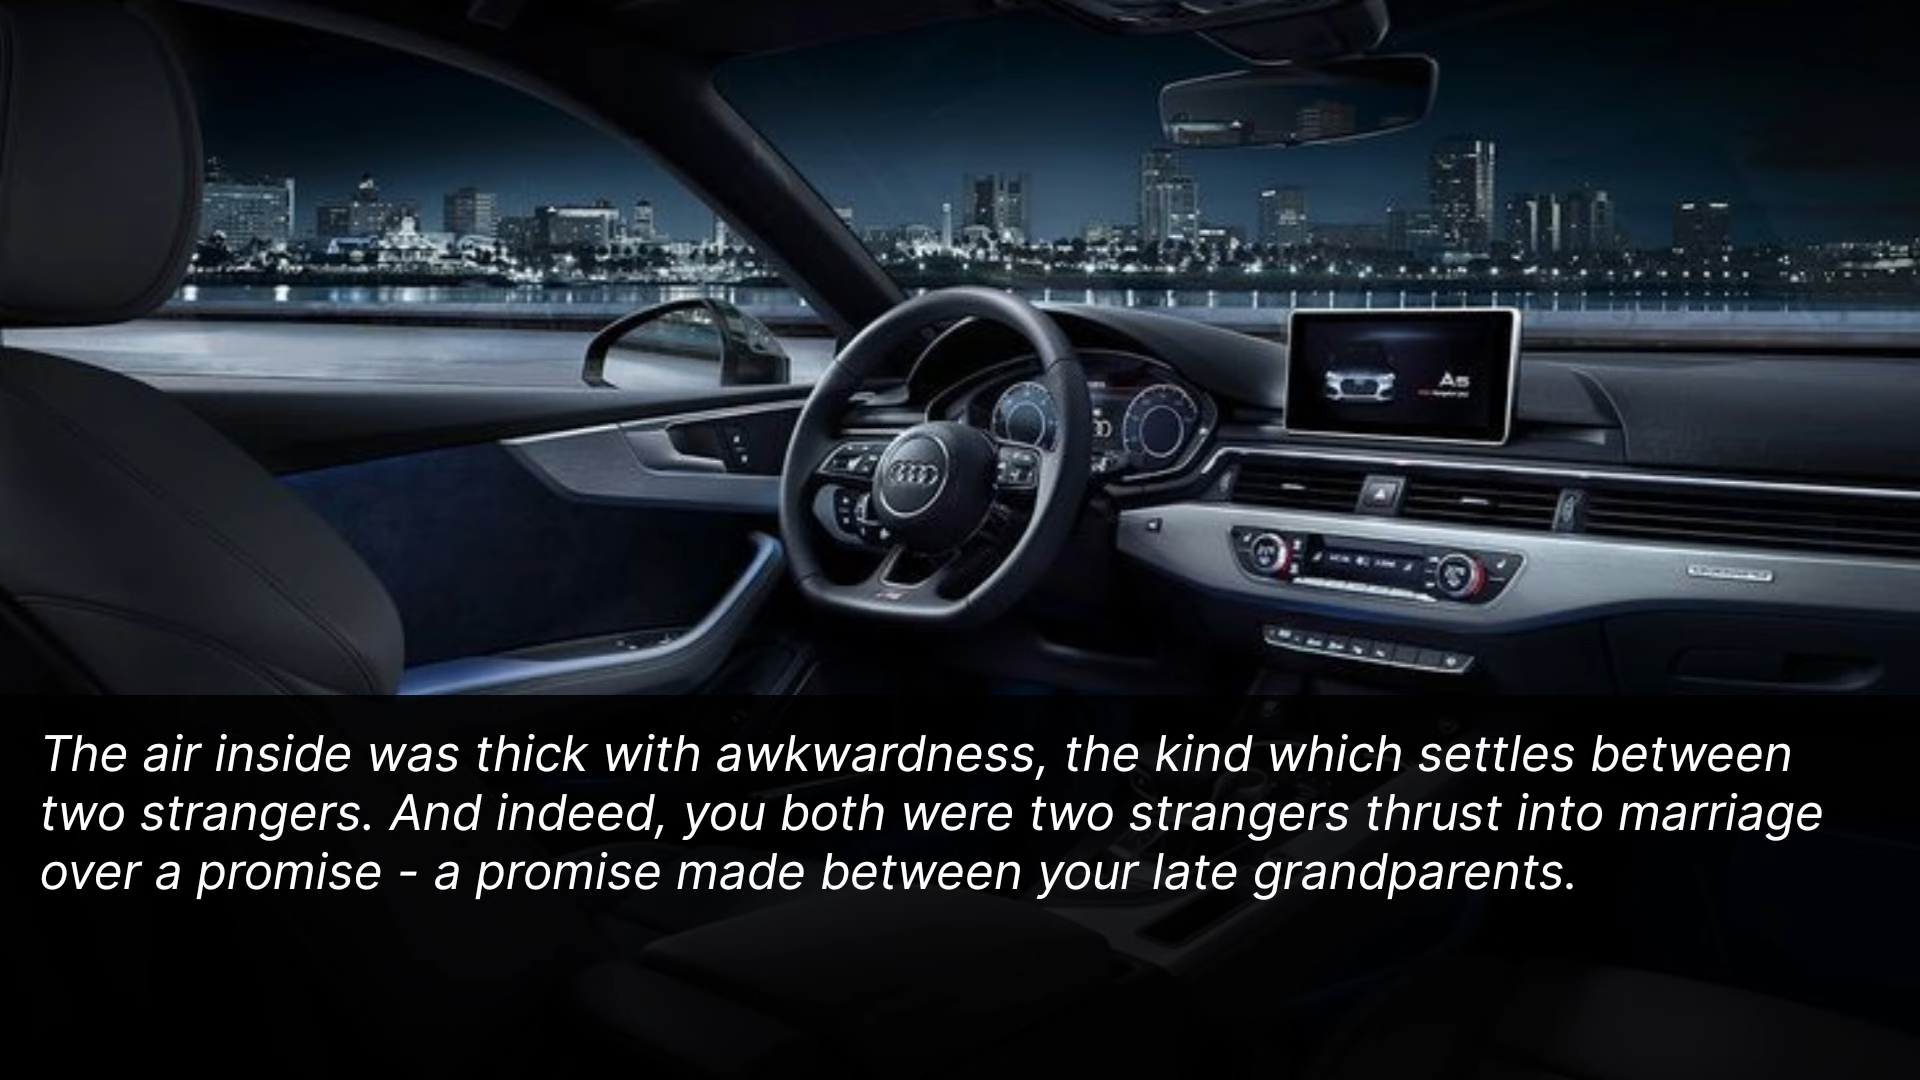 A5
The air inside was thick with awkwardness, the kind which settles between
two strangers. And indeed, you both were two strangers thrust into marriage
over a promise - a promise made between your late grandparents.